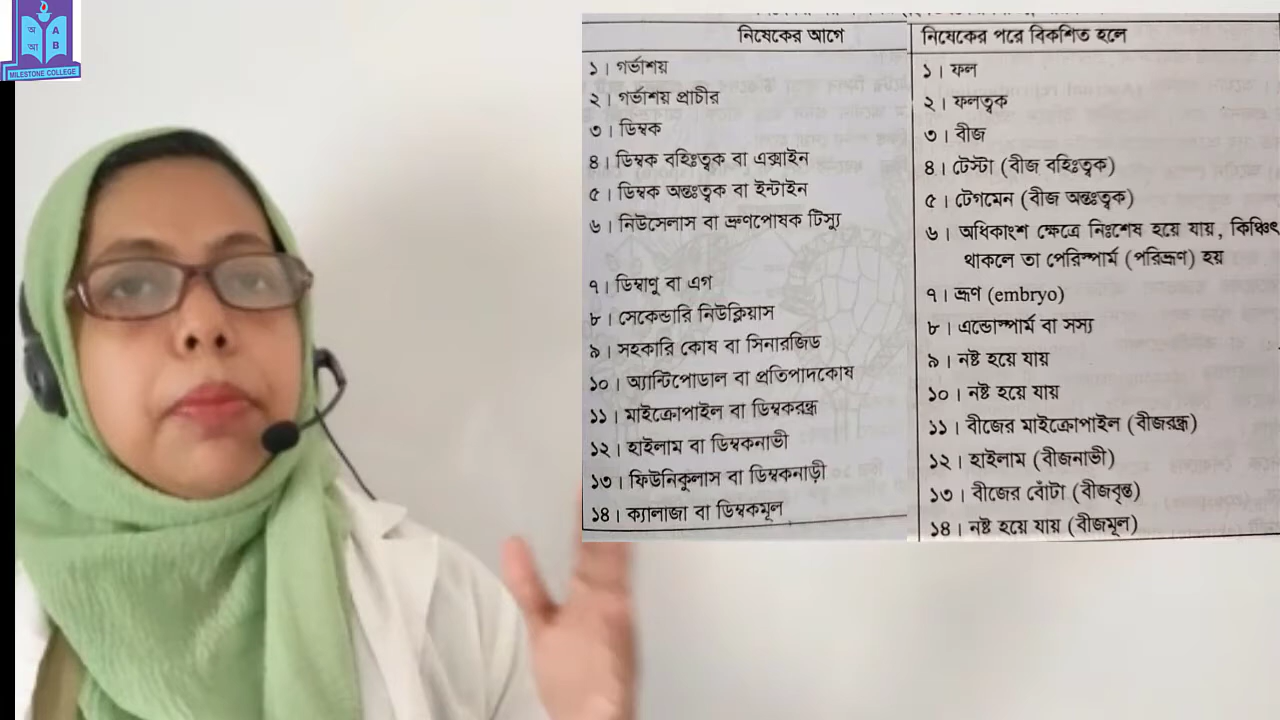 অ A
আ B
MILESTONE COLLEGE
নিষেকের আগে
১। গর্ভাশয়
২। গর্ভাশয় প্রাচীর
৩। ডিম্বক
৪। ডিম্বক বহিঃত্বক বা এক্সাইন
৫। ডিম্বক অন্তঃত্বক বা ইন্টাইন
৬। নিউসেলাস বা ভ্রূণপোষক টিস্যু
৭। ডিম্বাণু বা এগ
৮। সেকেন্ডারি নিউক্লিয়াস
৯। সহকারি কোষ বা সিনারজিড
১০। অ্যান্টিপোডাল বা প্রতিপাদকোষ
১১। মাইক্রোপাইল বা ডিম্বকরন্ধ্র
১২। হাইলাম বা ডিম্বকনাভী
১৩। ফিউনিকুলাস বা ডিম্বকনাড়ী
১৪। ক্যালাজা বা ডিম্বকমূল
নিষেকের পরে বিকশিত হলে
১। ফল
২। ফলত্বক
৩। বীজ
৪। টেস্টা (বীজ বহিঃত্বক)
৫। টেগমেন (বীজ অন্তঃত্বক)
৬। অধিকাংশ ক্ষেত্রে নিঃশেষ হয়ে যায়, কিঞ্চিৎ
থাকলে তা পেরিস্পার্ম (পরিভ্রূণ) হয়
৭। ভ্রূণ (embryo)
৮। এন্ডোস্পার্ম বা সস্য
৯। নষ্ট হয়ে যায়
১০। নষ্ট হয়ে যায়
১১। বীজের মাইক্রোপাইল (বীজরন্ধ্র)
১২। হাইলাম (বীজনাভী)
১৩। বীজের বোঁটা (বীজবৃন্ত)
১৪। নষ্ট হয়ে যায় (বীজমূল)